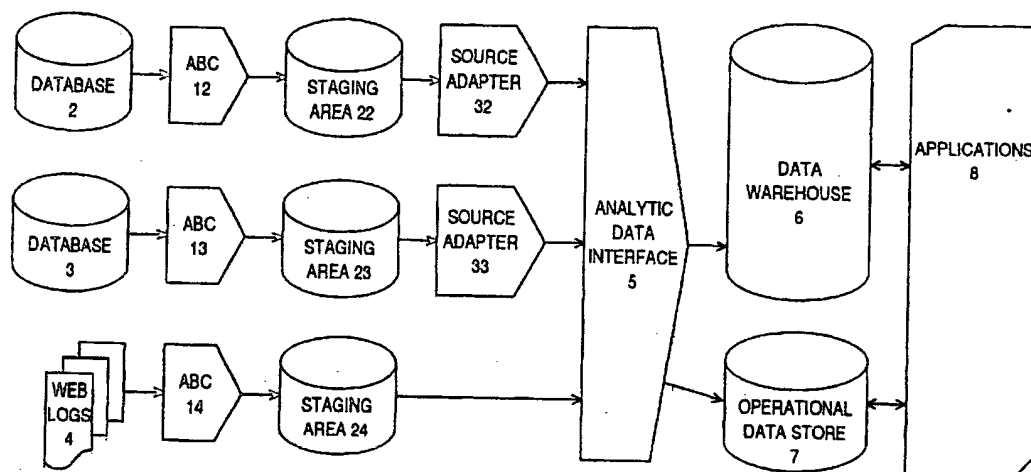 DATABASE
2
ABC
12
STAGING
AREA 22
SOURCE
ADAPTER
32
DATABASE
3
ABC
13
STAGING
AREA 23
SOURCE
ADAPTER
33
WEB
LOGS
4
ABC
14
STAGING
AREA 24
ANALYTIC
DATA
INTERFACE
5
DATA
WAREHOUSE
6
OPERATIONAL
DATA STORE
7
APPLICATIONS
8